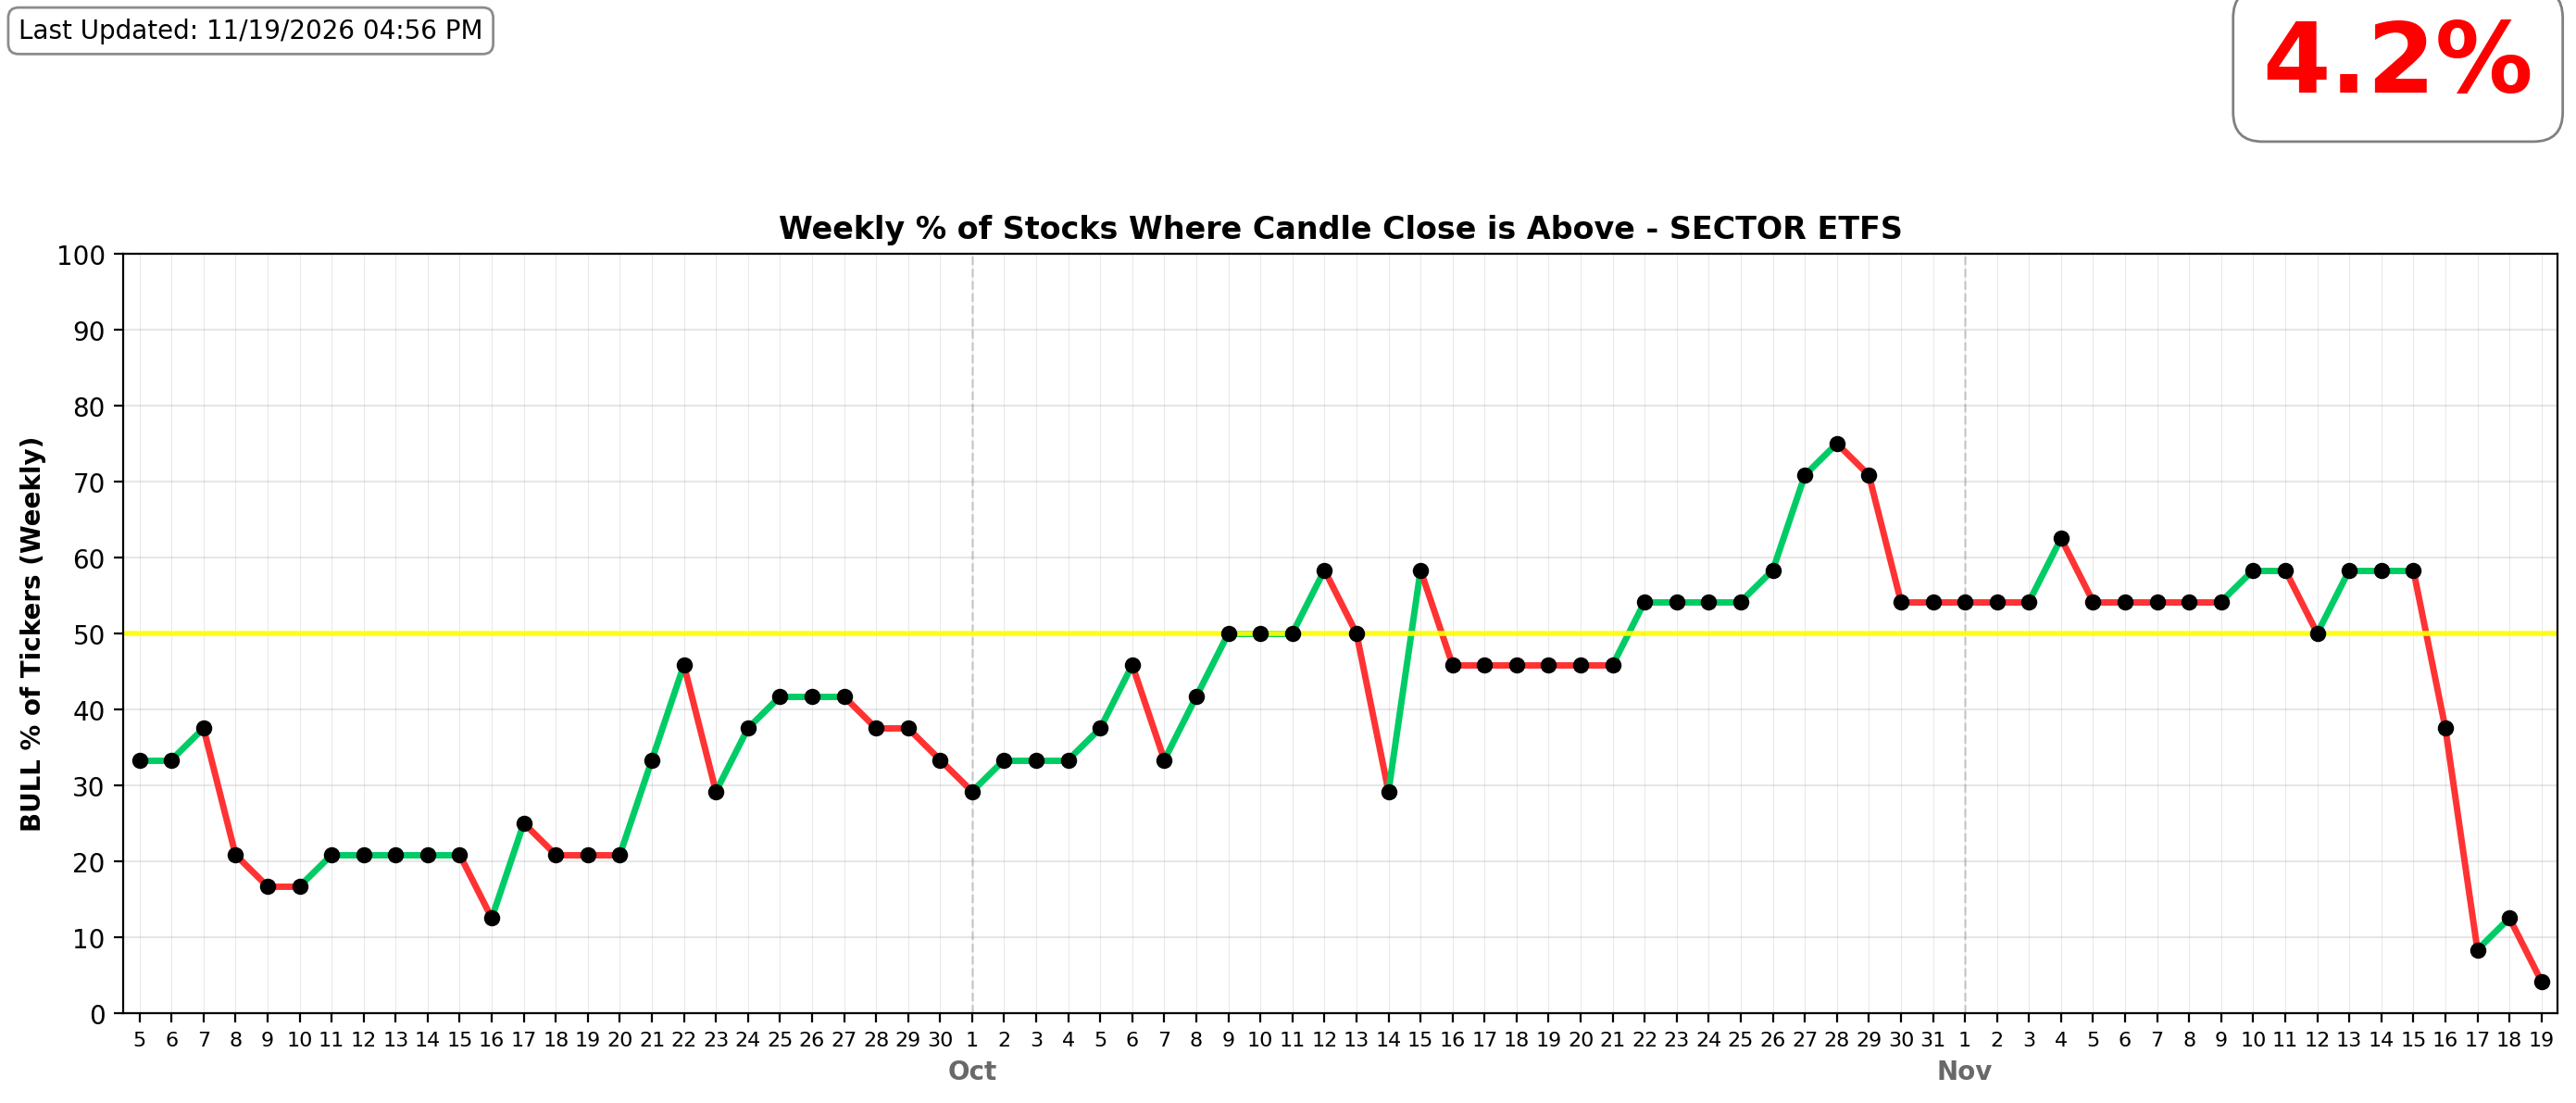 Last Updated: 11/19/2026 04:56 PM
4.2%
Weekly % of Stocks Where Candle Close is Above - SECTOR ETFS
BULL % of Tickers (Weekly)
100
90
80
70
60
50
40
30
20
10
0
5 6 7 8 9 10 11 12 13 14 15 16 17 18 19 20 21 22 23 24 25 26 27 28 29 30 1 2 3 4 5 6 7 8 9 10 11 12 13 14 15 16 17 18 19 20 21 22 23 24 25 26 27 28 29 30 31 1 2 3 4 5 6 7 8 9 10 11 12 13 14 15 16 17 18 19
Oct Nov